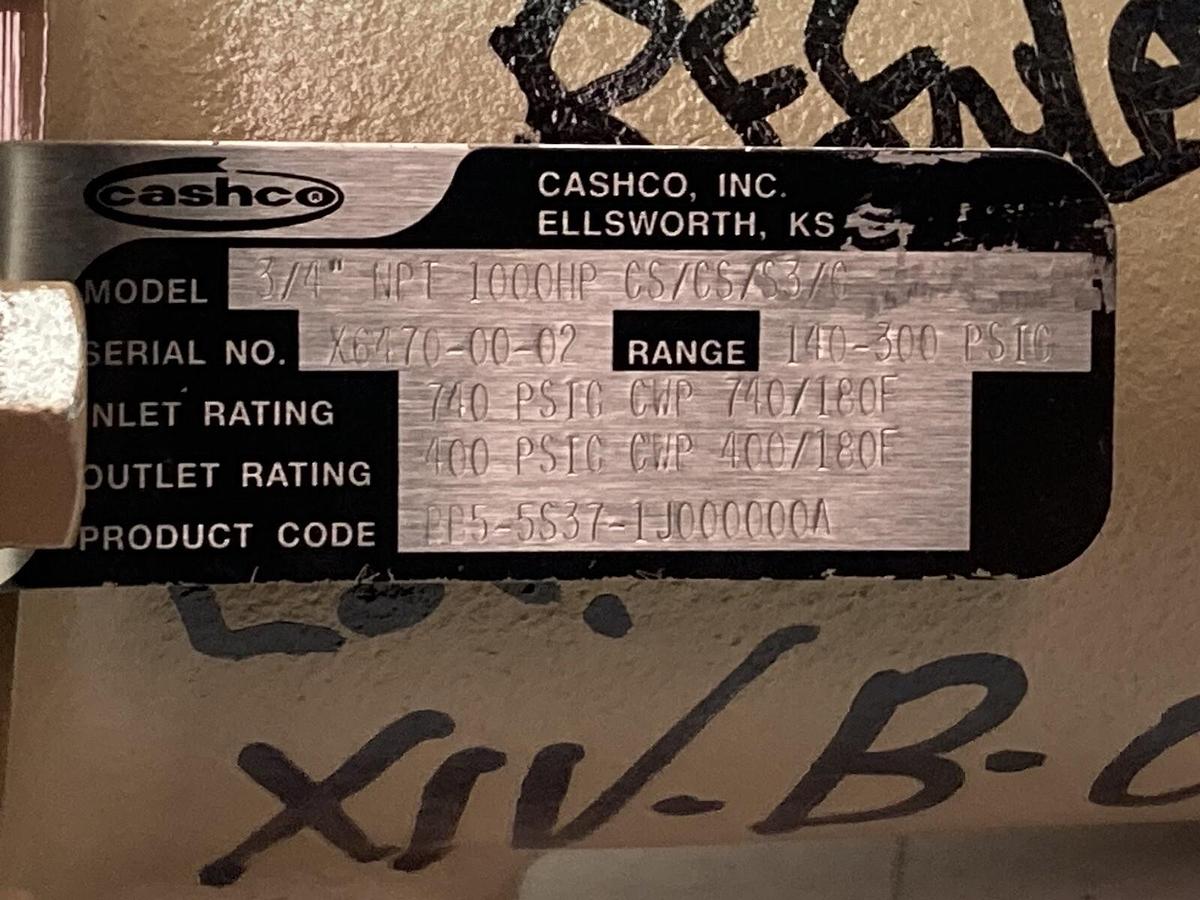 cashco®
CASHCO, INC.
ELLSWORTH, KS
MODEL 3/4" NPT 1000HP CS/CS/S3/C
SERIAL NO. X6470-00-02 RANGE 140-300 PSIG
INLET RATING 740 PSIG CWP 740/180F
OUTLET RATING 400 PSIG CWP 400/180F
PRODUCT CODE 5-5S37-1J000000A
XIV-B-